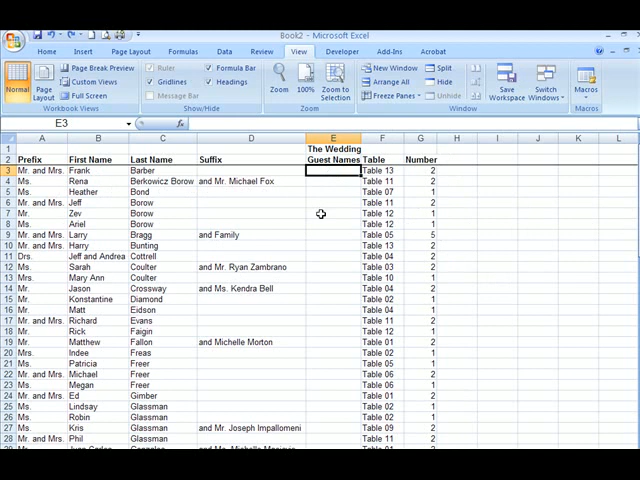 Book2 - Microsoft Excel
Home Insert Page Layout Formulas Data Review View Developer Add-Ins Acrobat
Normal
Page Layout
Page Break Preview
Custom Views
Full Screen
Workbook Views
Ruler
Gridlines
Message Bar
Formula Bar
Headings
Show/Hide
Zoom
100%
Zoom to Selection
Zoom
New Window
Arrange All
Freeze Panes
Split
Hide
Unhide
Window
Save Workspace
Switch Windows
Macros
Macros
E3
fx
A B C D E F G H I J K L
1 The Wedding
2 Prefix First Name Last Name Suffix Guest Names Table Number
3 Mr. and Mrs. Frank Barber Table 13 2
4 Ms. Rena Berkowicz Borow and Mr. Michael Fox Table 11 2
5 Ms. Heather Bond Table 07 1
6 Mr. and Mrs. Jeff Borow Table 11 2
7 Mr. Zev Borow Table 12 1
8 Ms. Ariel Borow Table 12 1
9 Mr. and Mrs. Larry Bragg and Family Table 05 5
10 Mr. and Mrs. Harry Bunting Table 13 2
11 Drs. Jeff and Andrea Cottrell Table 04 2
12 Ms. Sarah Coulter and Mr. Ryan Zambrano Table 03 2
13 Mrs. Mary Ann Coulter Table 10 1
14 Mr. Jason Crossway and Ms. Kendra Bell Table 04 2
15 Mr. Konstantine Diamond Table 02 1
16 Mr. Matt Eidson Table 04 1
17 Mr. and Mrs. Richard Evans Table 11 2
18 Mr. Rick Faigin Table 12 1
19 Mr. Matthew Fallon and Michelle Morton Table 01 2
20 Mrs. Indee Freas Table 11 1
21 Ms. Patricia Freer Table 05 1
22 Mr. and Mrs. Michael Freer Table 06 2
23 Ms. Megan Freer Table 06 1
24 Mr. and Mrs. Ed Gimber Table 01 2
25 Ms. Lindsay Glassman Table 02 1
26 Ms. Robin Glassman Table 02 1
27 Ms. Kris Glassman and Mr. Joseph Impallomeni Table 09 2
28 Mr. and Mrs. Phil Glassman Table 11 2